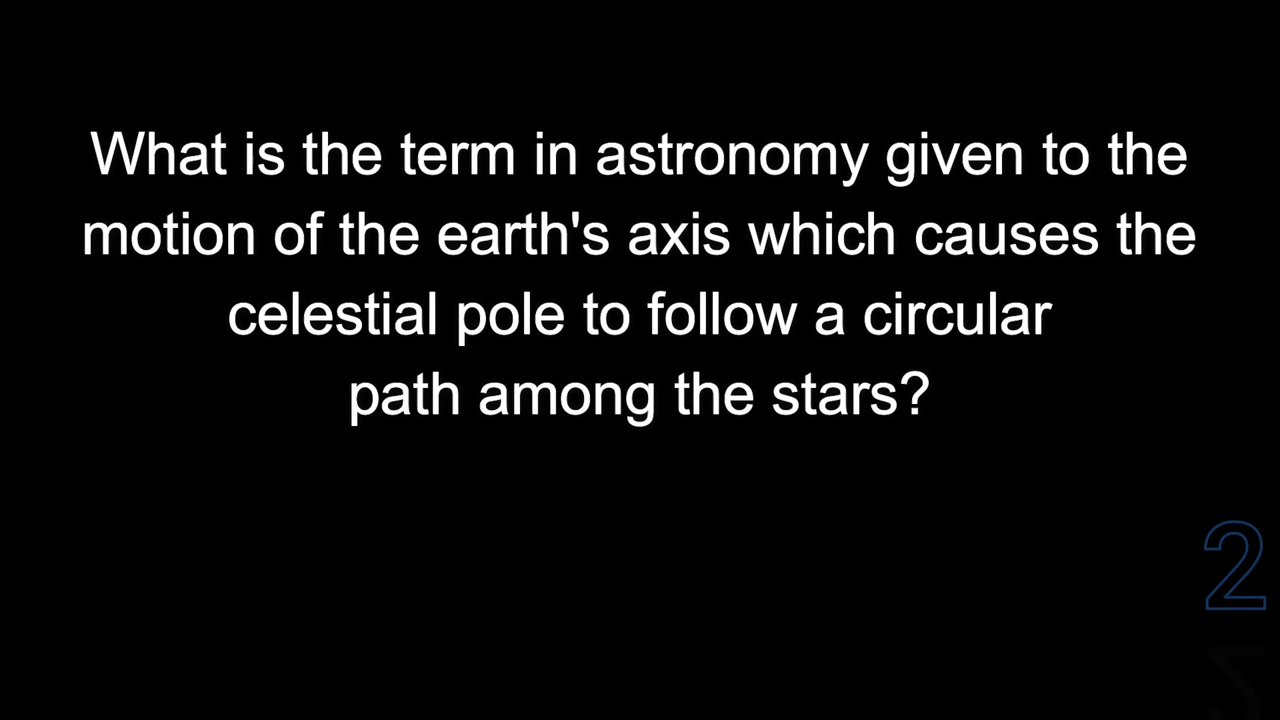 What is the term in astronomy given to the
motion of the earth's axis which causes the
celestial pole to follow a circular
path among the stars?
2